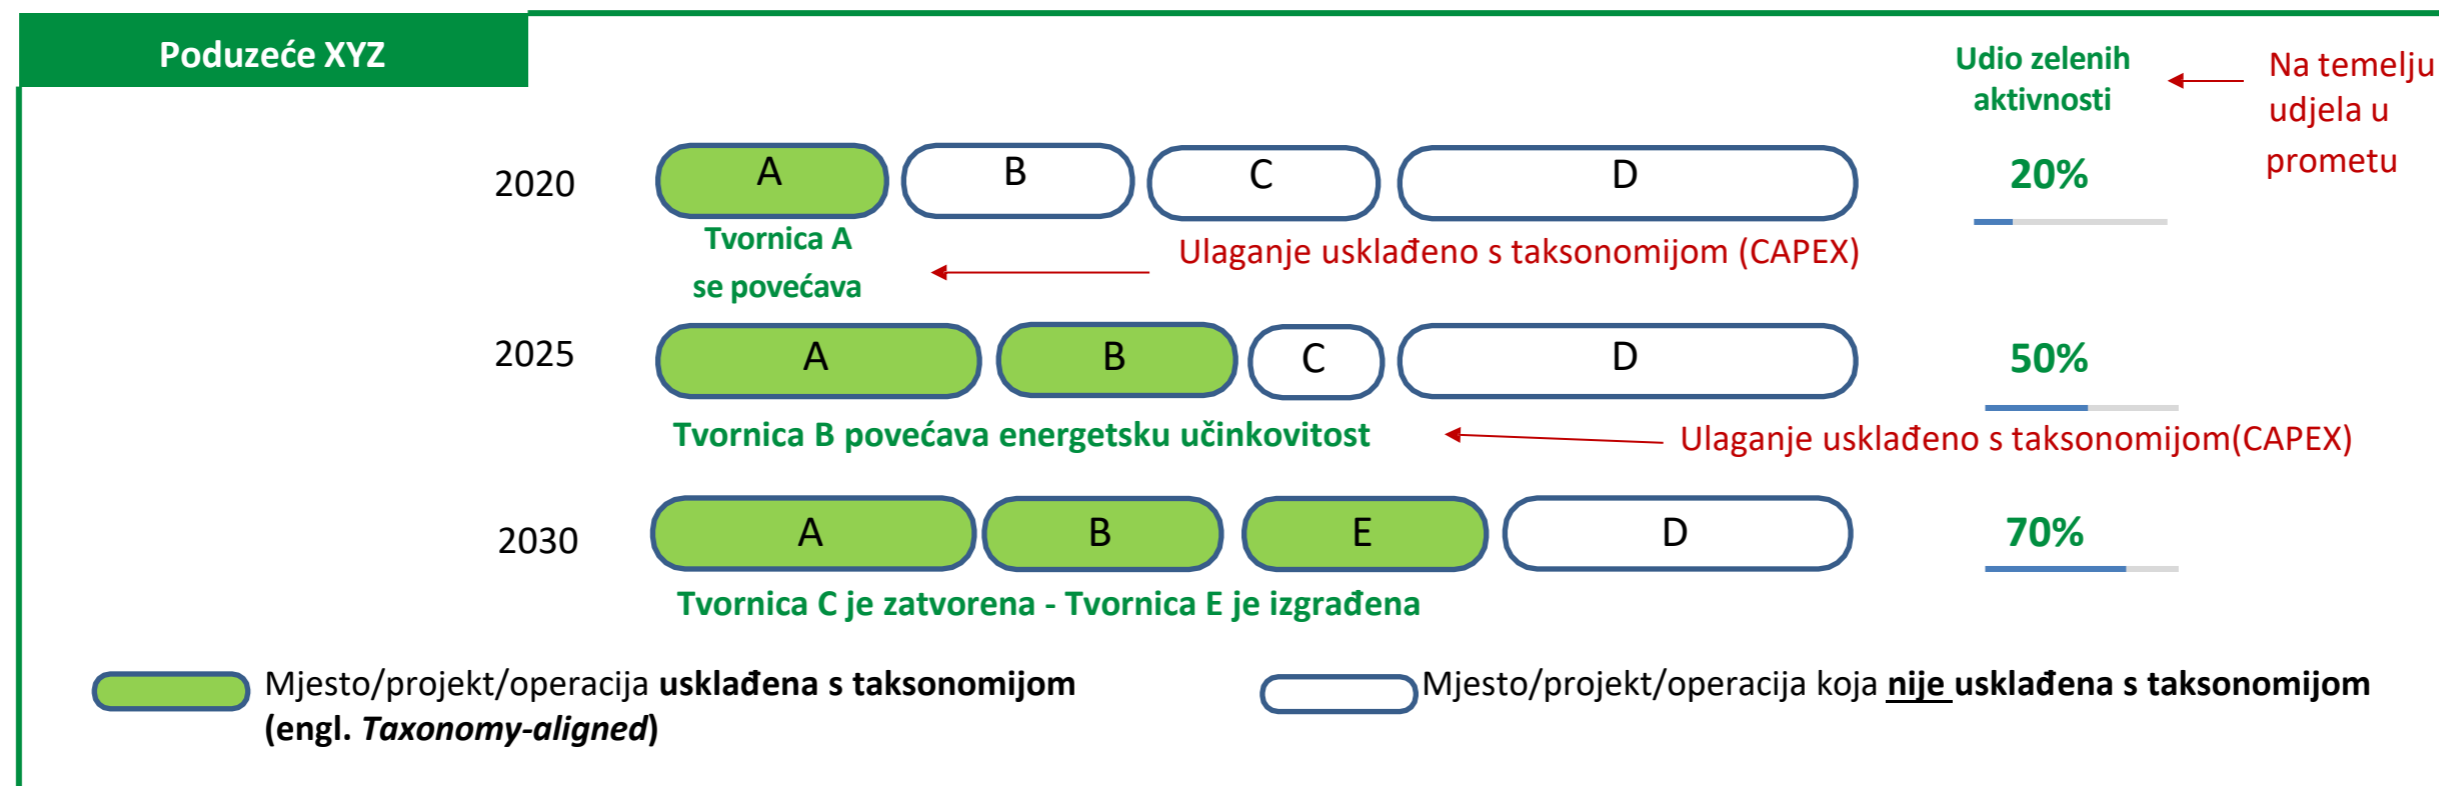 Poduzeće XYZ
Udio zelenih
aktivnosti
Na temelju
udjela u
prometu
2020
A
B
C
D
20%
Tvornica A
se povećava
Ulaganje usklađeno s taksonomijom (CAPEX)
2025
A
B
C
D
50%
Tvornica B povećava energetsku učinkovitost
Ulaganje usklađeno s taksonomijom(CAPEX)
2030
A
B
E
D
70%
Tvornica C je zatvorena - Tvornica E je izgrađena
Mjesto/projekt/operacija usklađena s taksonomijom
(engl. Taxonomy-aligned)
Mjesto/projekt/operacija koja nije usklađena s taksonomijom